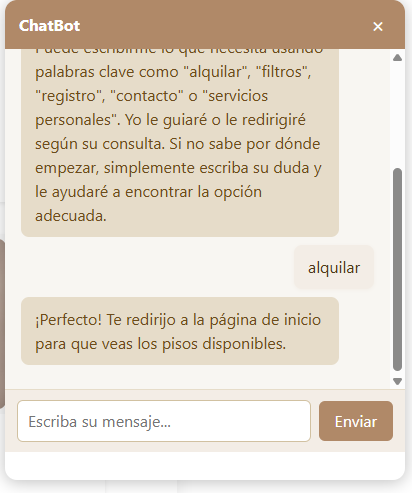 ChatBot ×
Puede escribirme lo que necesita usando
palabras clave como "alquilar", "filtros",
"registro", "contacto" o "servicios
personales". Yo le guiaré o le redirigiré
según su consulta. Si no sabe por dónde
empezar, simplemente escriba su duda y
le ayudaré a encontrar la opción
adecuada.
alquilar
¡Perfecto! Te redirijo a la página de inicio
para que veas los pisos disponibles.
Escriba su mensaje...
Enviar